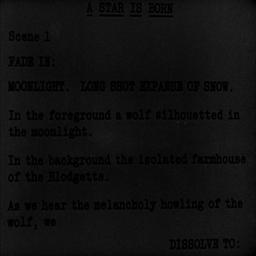 A STAR IS BORN
Scene 1
FADE IN:
MOONLIGHT. LONG SHOT EXPANSE OF SNOW.
In the foreground a wolf silhouetted in
the moonlight.
In the background the isolated farmhouse
of the Blodgetts.
As we hear the melancholy howling of the
wolf, we
DISSOLVE TO: